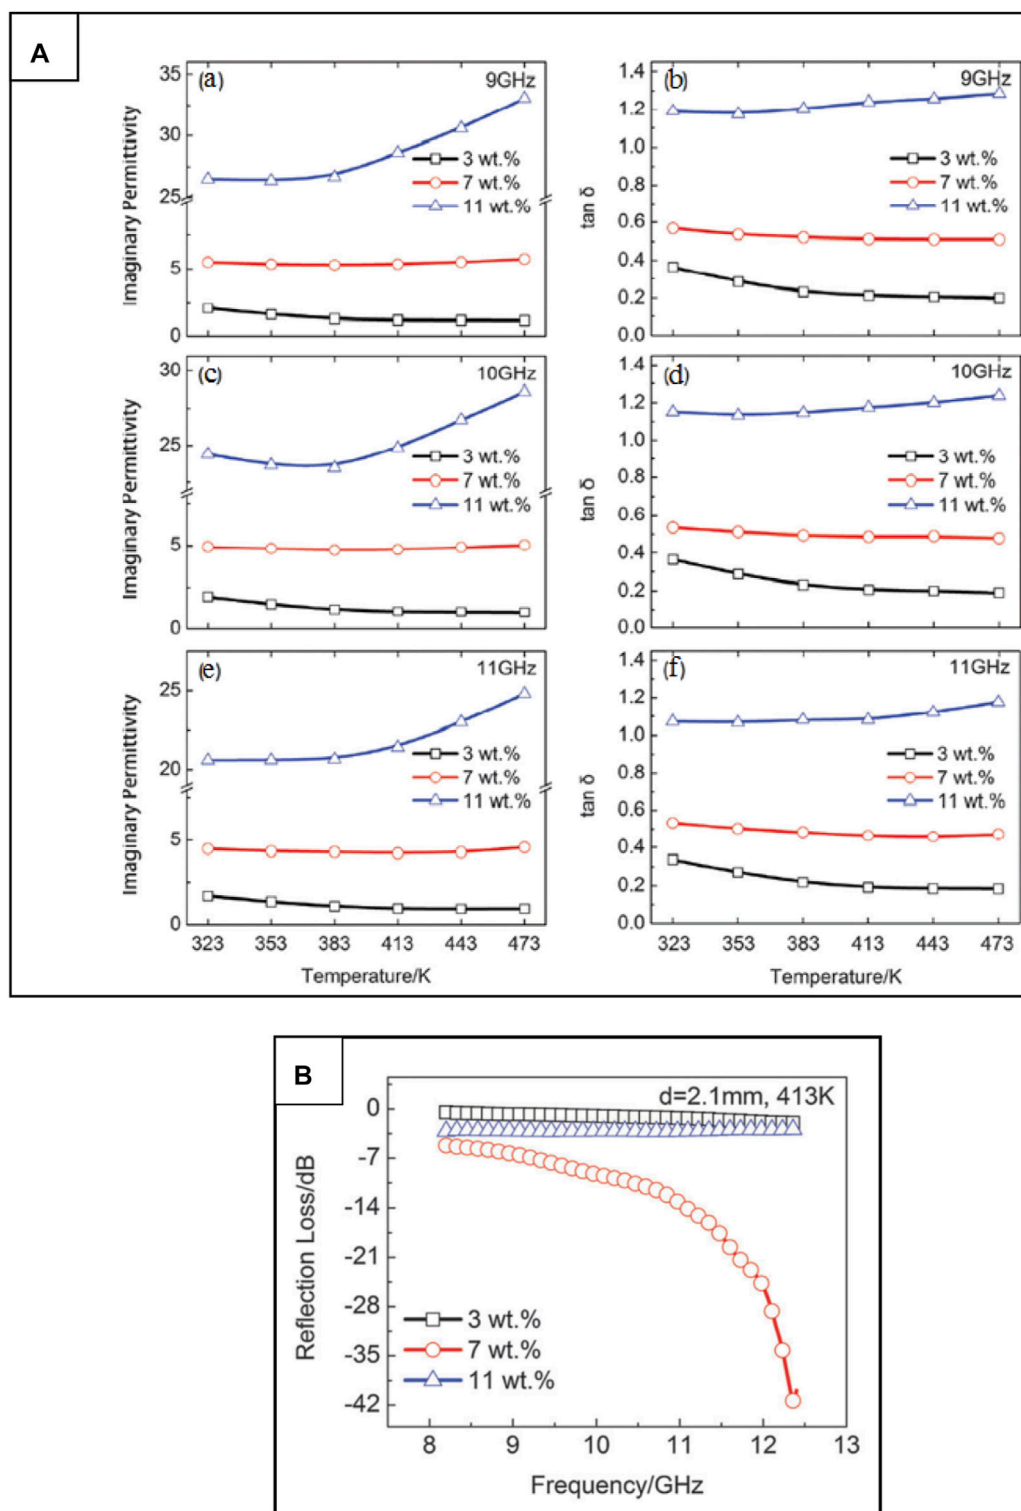 A
(a) 9GHz
35
30
25
5
0
Imaginary Permittivity
3 wt.%
7 wt.%
11 wt.%
(b) 9GHz
1.4
1.2
1.0
0.8
0.6
0.4
0.2
0.0
tan δ
3 wt.%
7 wt.%
11 wt.%
(c) 10GHz
30
25
5
0
Imaginary Permittivity
3 wt.%
7 wt.%
11 wt.%
(d) 10GHz
1.4
1.2
1.0
0.8
0.6
0.4
0.2
0.0
tan δ
3 wt.%
7 wt.%
11 wt.%
(e) 11GHz
25
20
5
0
Imaginary Permittivity
3 wt.%
7 wt.%
11 wt.%
323 353 383 413 443 473
Temperature/K
(f) 11GHz
1.4
1.2
1.0
0.8
0.6
0.4
0.2
0.0
tan δ
3 wt.%
7 wt.%
11 wt.%
323 353 383 413 443 473
Temperature/K
B
d=2.1mm, 413K
0
-7
-14
-21
-28
-35
-42
Reflection Loss/dB
3 wt.%
7 wt.%
11 wt.%
8 9 10 11 12 13
Frequency/GHz